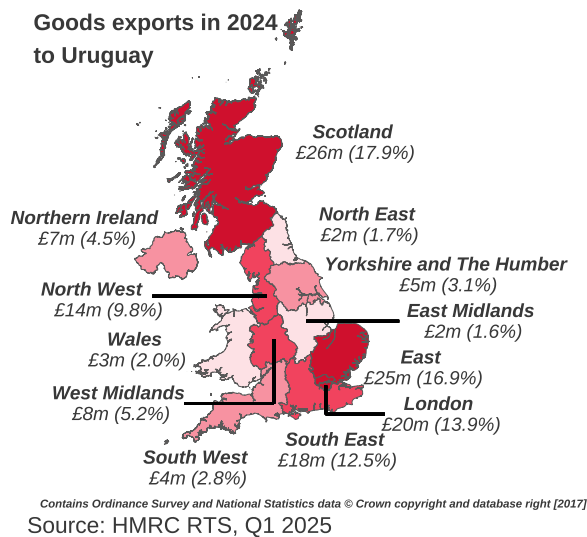 Goods exports in 2024
to Uruguay
Scotland
£26m (17.9%)
Northern Ireland
£7m (4.5%)
North East
£2m (1.7%)
Yorkshire and The Humber
£5m (3.1%)
North West
£14m (9.8%)
East Midlands
£2m (1.6%)
Wales
£3m (2.0%)
East
£25m (16.9%)
West Midlands
£8m (5.2%)
London
£20m (13.9%)
South East
£18m (12.5%)
South West
£4m (2.8%)
Contains Ordinance Survey and National Statistics data © Crown copyright and database right [2017]
Source: HMRC RTS, Q1 2025